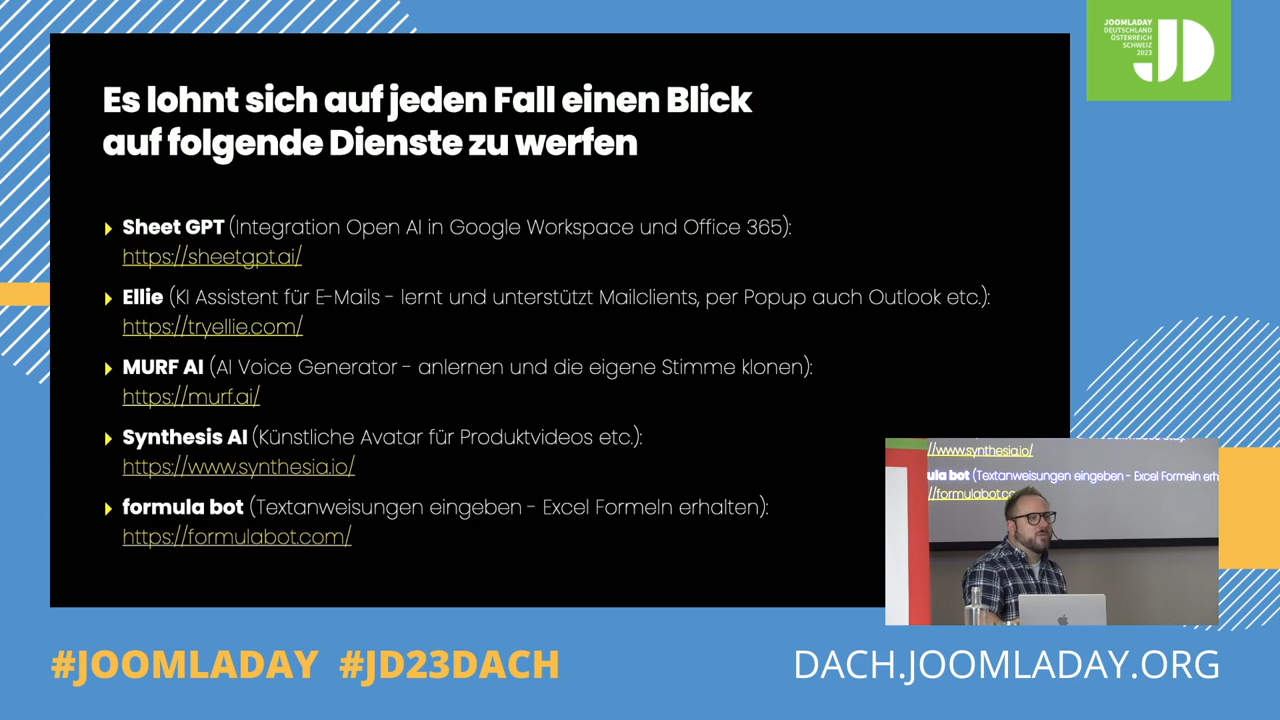 JOOMLADAY
DEUTSCHLAND
ÖSTERREICH
SCHWEIZ
2023
JD
Es lohnt sich auf jeden Fall einen Blick
auf folgende Dienste zu werfen
Sheet GPT (Integration Open AI in Google Workspace und Office 365):
https://sheetgpt.ai/
Ellie (KI Assistent für E-Mails - lernt und unterstützt Mailclients, per Popup auch Outlook etc.):
https://tryellie.com/
MURF AI (AI Voice Generator - anlernen und die eigene Stimme klonen):
https://murf.ai/
Synthesis AI (Künstliche Avatar für Produktvideos etc.):
https://www.synthesia.io/
formula bot (Textanweisungen eingeben - Excel Formeln erhalten):
https://formulabot.com/
//www.synthesia.io/
ula bot (Textanweisungen eingeben - Excel Formeln erh
//formulabot.co
#JOOMLADAY #JD23DACH
DACH.JOOMLADAY.ORG